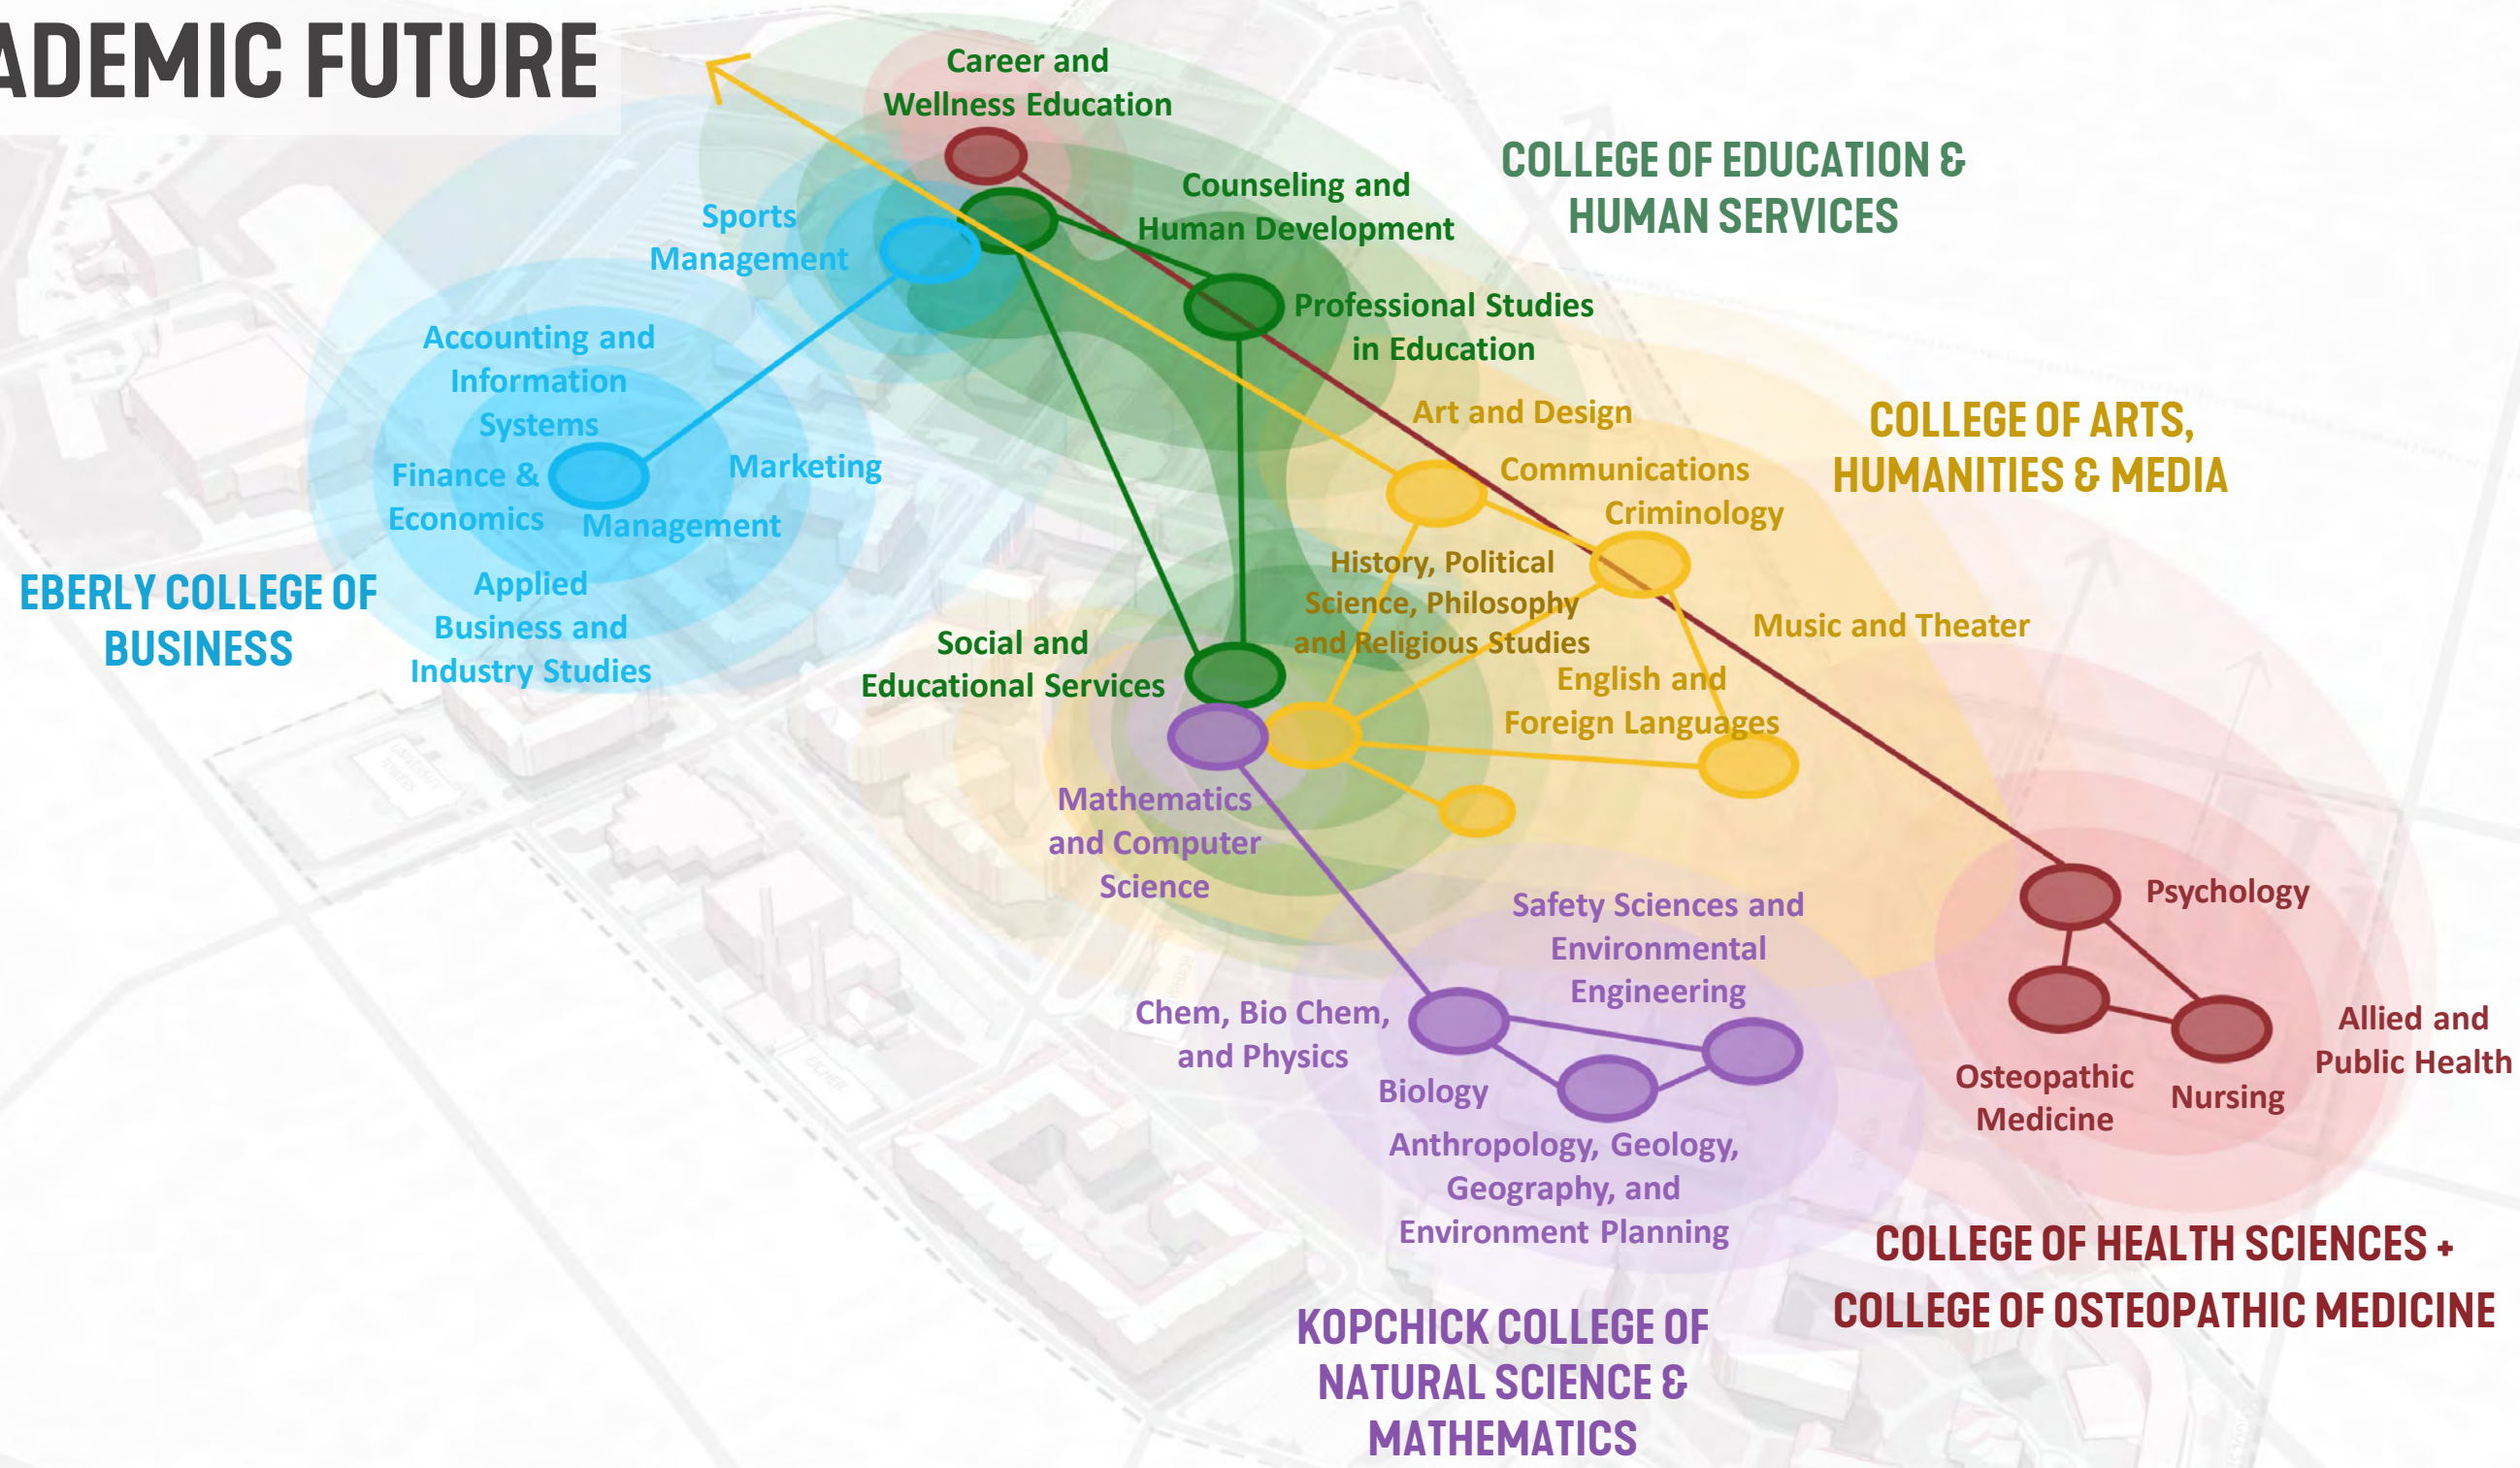 ADEMIC FUTURE
Career and
Wellness Education
COLLEGE OF EDUCATION &
HUMAN SERVICES
Counseling and
Human Development
Sports
Management
Professional Studies
in Education
Accounting and
Information
Systems
Art and Design
COLLEGE OF ARTS,
HUMANITIES & MEDIA
Finance &
Economics
Marketing
Management
Communications
Criminology
EBERLY COLLEGE OF
BUSINESS
Applied
Business and
Industry Studies
History, Political
Science, Philosophy
and Religious Studies
Music and Theater
Social and
Educational Services
English and
Foreign Languages
Mathematics
and Computer
Science
Safety Sciences and
Environmental
Engineering
Psychology
Chem, Bio Chem,
and Physics
Biology
Allied and
Public Health
Osteopathic
Medicine
Nursing
Anthropology, Geology,
Geography, and
Environment Planning
COLLEGE OF HEALTH SCIENCES +
COLLEGE OF OSTEOPATHIC MEDICINE
KOPCHICK COLLEGE OF
NATURAL SCIENCE &
MATHEMATICS